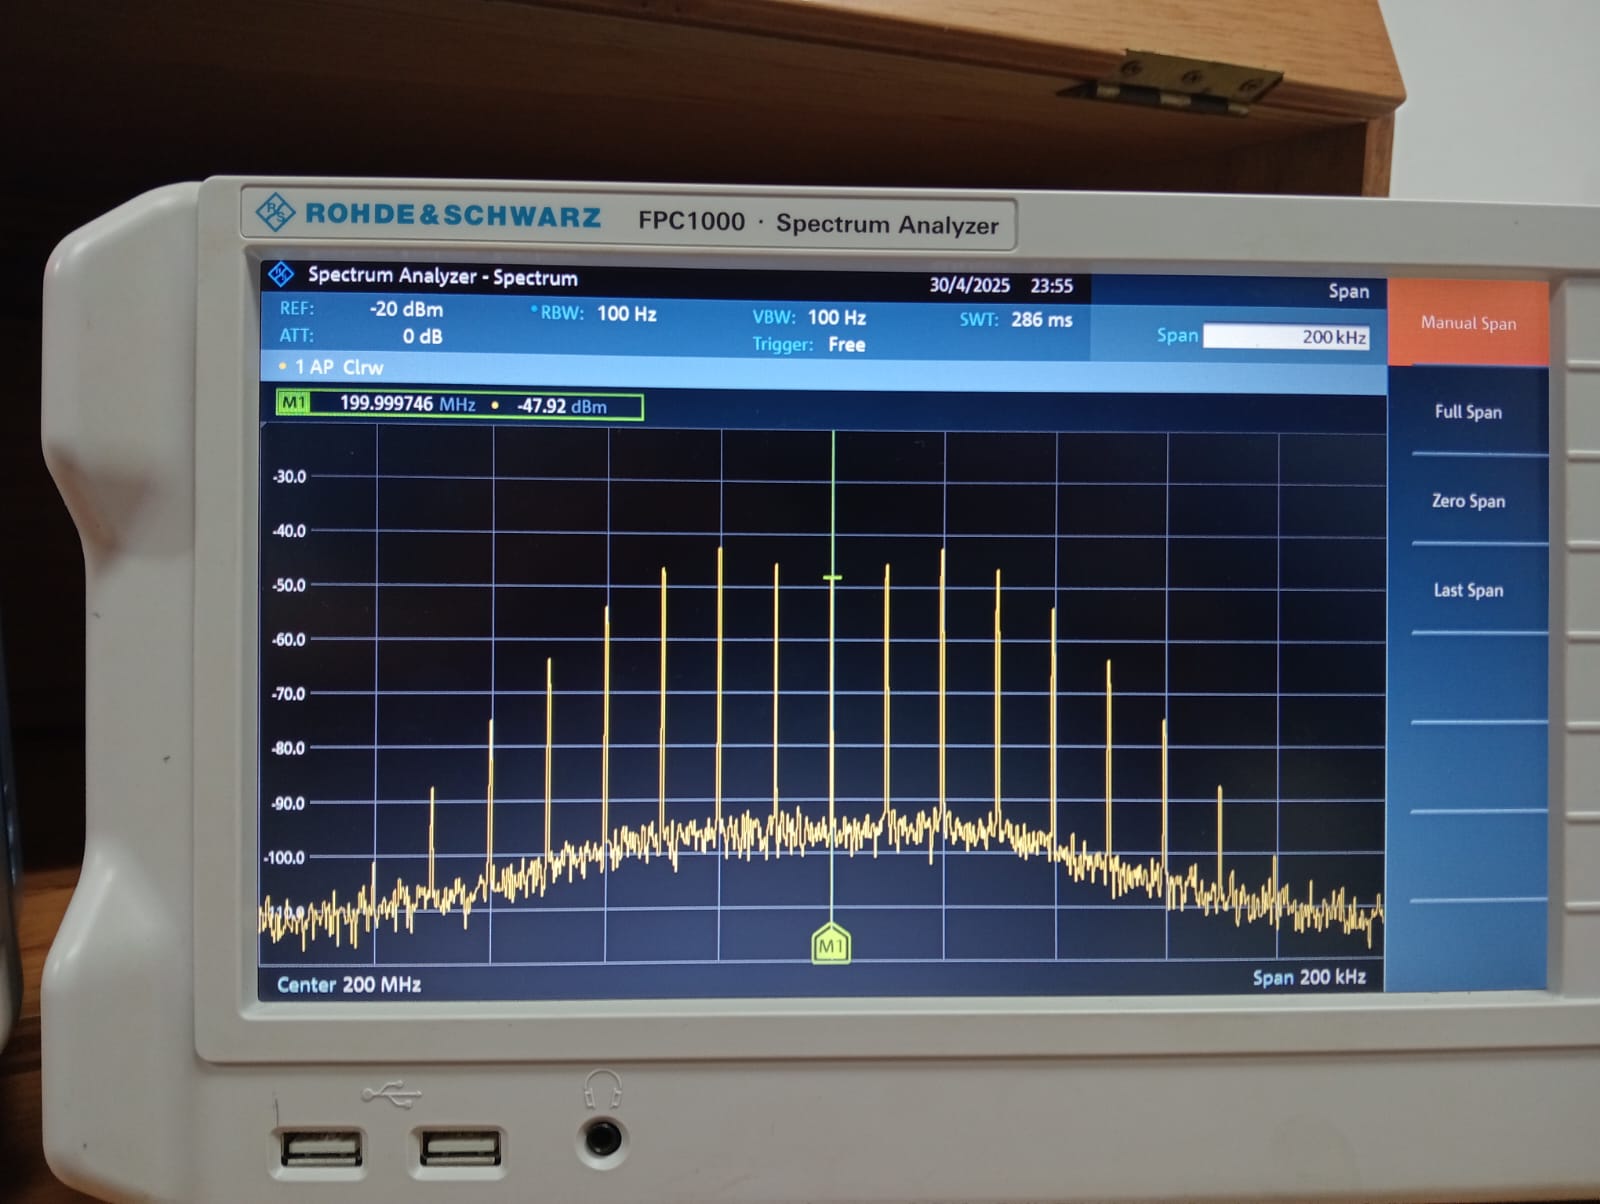 ROHDE&SCHWARZ FPC1000 · Spectrum Analyzer
Spectrum Analyzer - Spectrum 30/4/2025 23:55 Span
REF: -20 dBm RBW: 100 Hz VBW: 100 Hz SWT: 286 ms Span 200 kHz
ATT: 0 dB Trigger: Free
1 AP Clrw
M1 199.999746 MHz • -47.92 dBm
Manual Span
Full Span
Zero Span
Last Span
-30.0
-40.0
-50.0
-60.0
-70.0
-80.0
-90.0
-100.0
-110.0
M1
Center 200 MHz Span 200 kHz